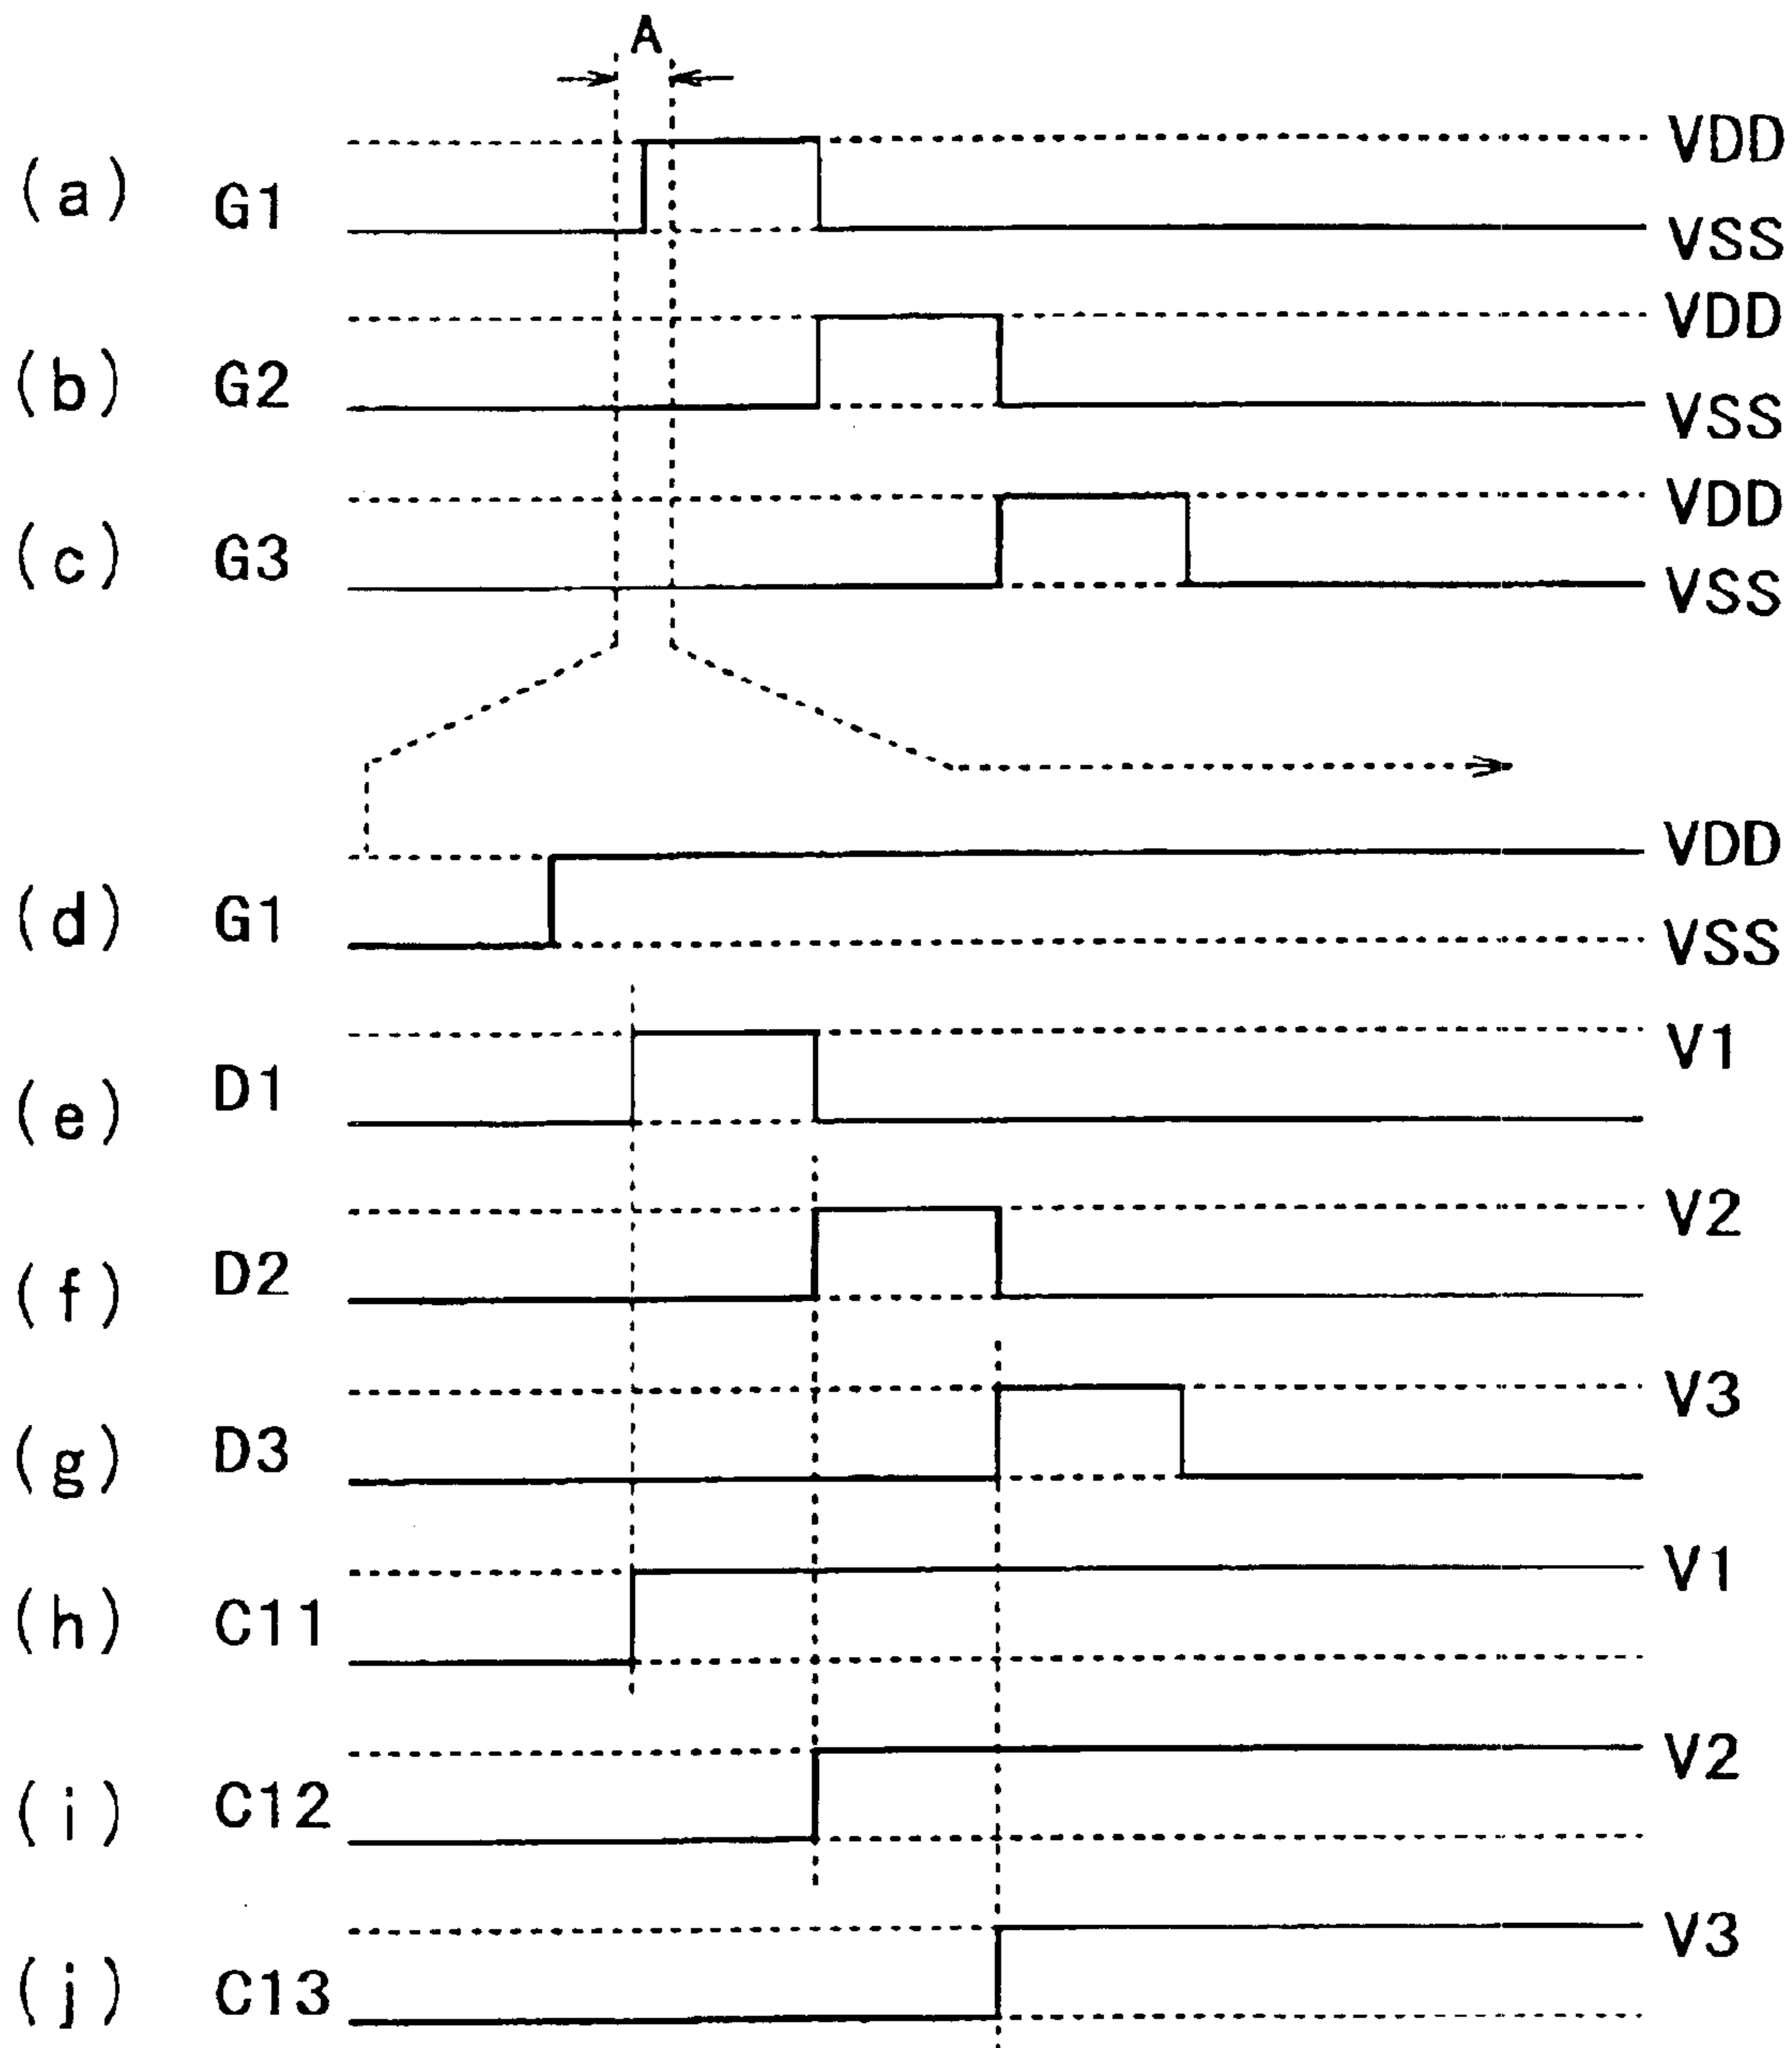 A
(a) G1 VDD
VSS
(b) G2 VDD
VSS
(c) G3 VDD
VSS
(d) G1 VDD
VSS
(e) D1 V1
(f) D2 V2
(g) D3 V3
(h) C11 V1
(i) C12 V2
(j) C13 V3